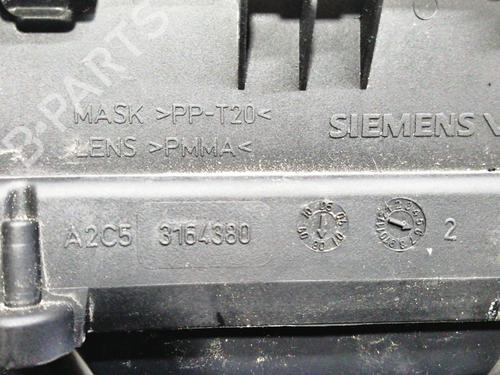 MASK >PP-T20<
LENS >PMMA<
SIEMENS V
A2C5 3164380
2
B-PARTS